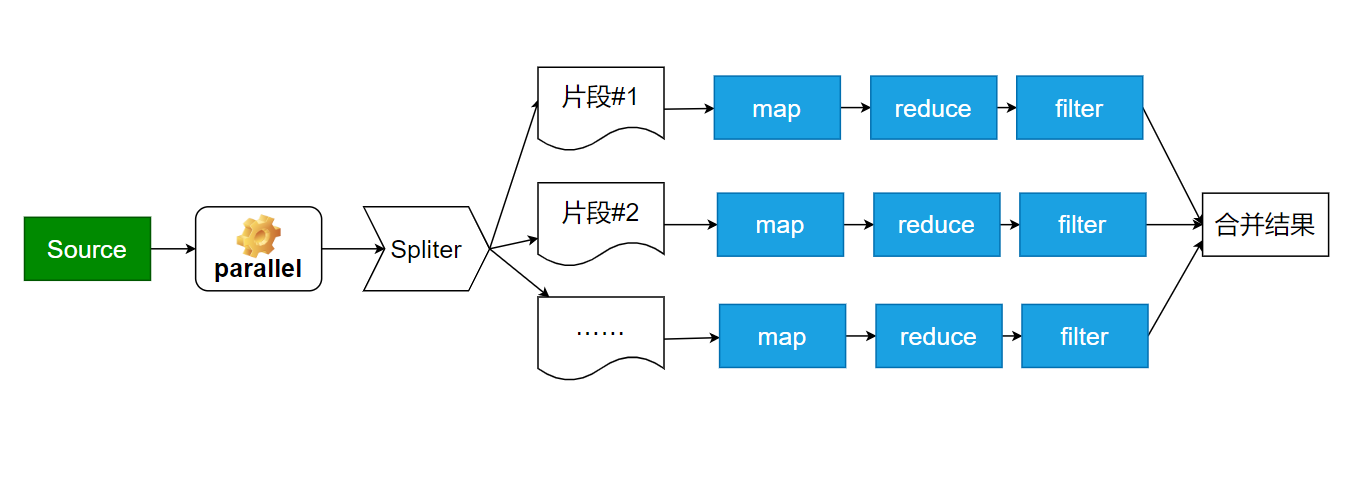 Source
parallel
Spliter
片段#1
map
reduce
filter
片段#2
map
reduce
filter
……
map
reduce
filter
合并结果